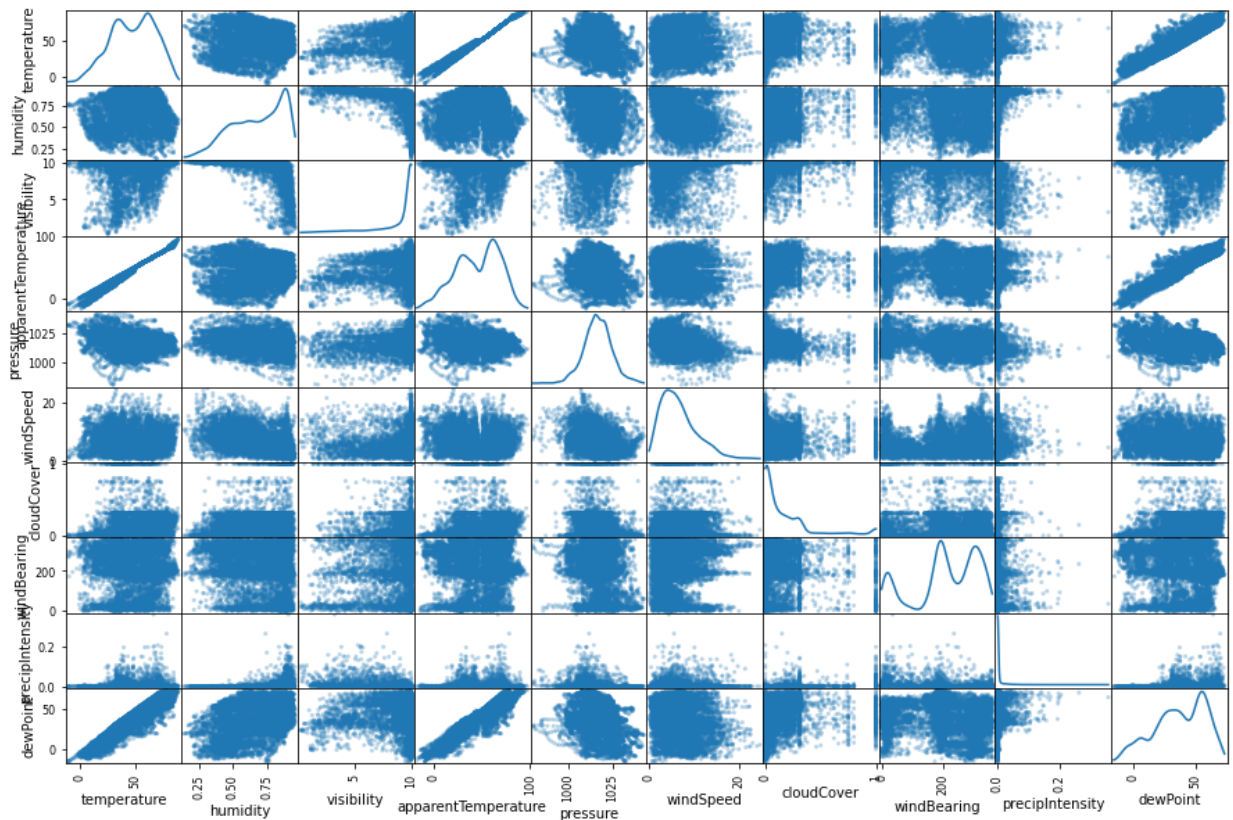 temperature
50
0
humidity
0.75
0.50
0.25
visibility
10
5
apparentTemperature
100
0
pressure
1025
1000
windSpeed
20
0
cloudCover
1
0
windBearing
200
0
precipIntensity
0.2
0.0
dewPoint
50
0
0 50 0.25 0.50 0.75 5 10 0 100 1000 1025 0 20 0 1 0 200 0.0 0.2 0 50
temperature humidity visibility apparentTemperature pressure windSpeed cloudCover windBearing precipIntensity dewPoint